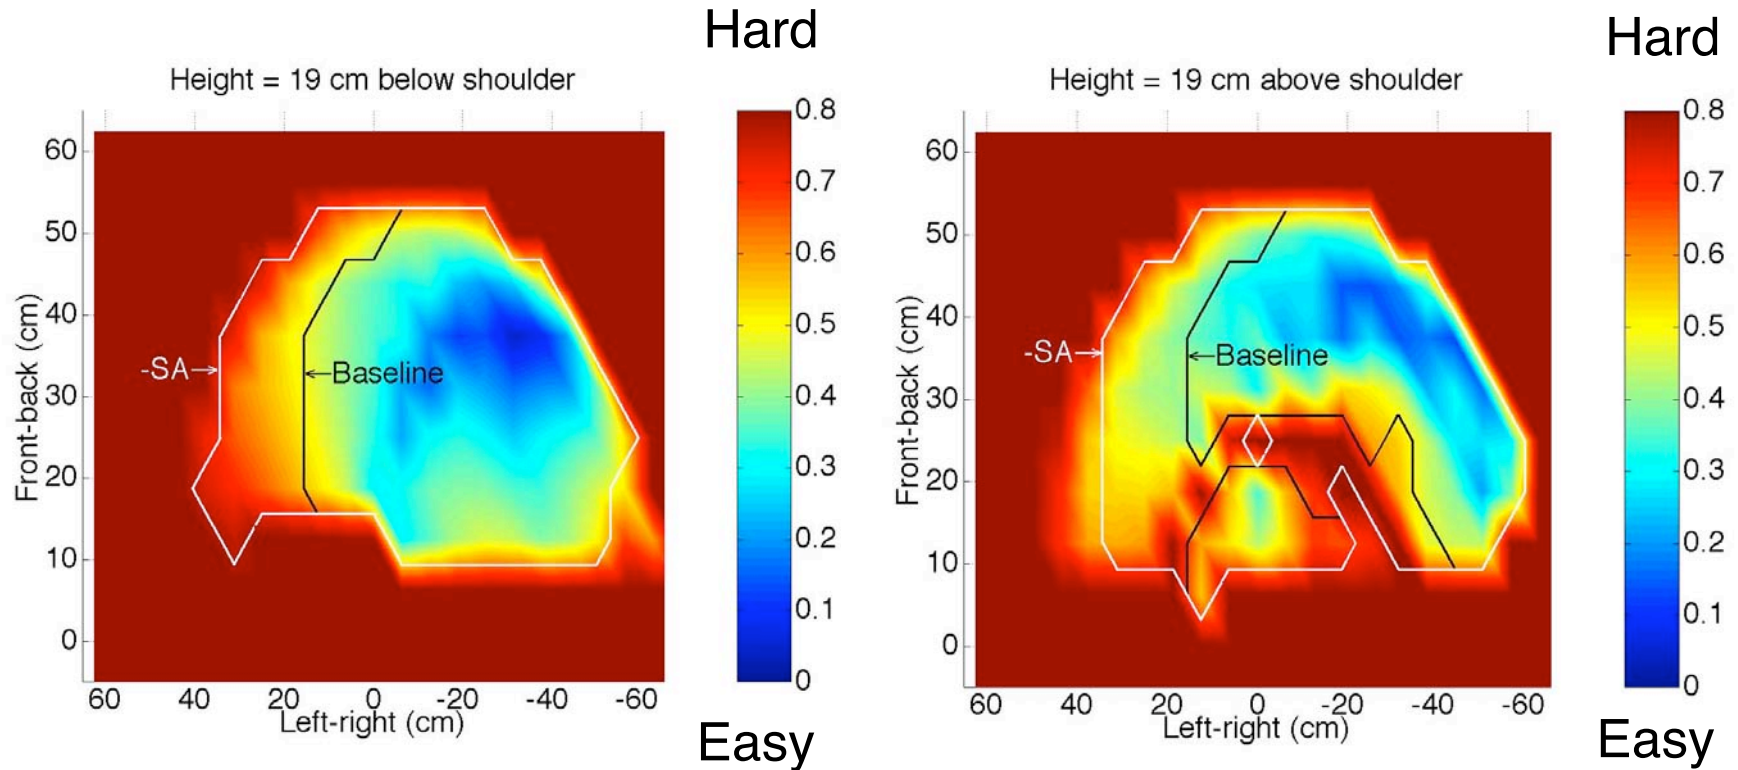 Hard
Height = 19 cm below shoulder
0.8
0.7
0.6
0.5
0.4
0.3
0.2
0.1
0
Front-back (cm)
60
50
40
30
20
10
0
-SA
Baseline
60 40 20 0 -20 -40 -60
Left-right (cm)
Easy
Hard
Height = 19 cm above shoulder
0.8
0.7
0.6
0.5
0.4
0.3
0.2
0.1
0
Front-back (cm)
60
50
40
30
20
10
0
-SA
Baseline
60 40 20 0 -20 -40 -60
Left-right (cm)
Easy